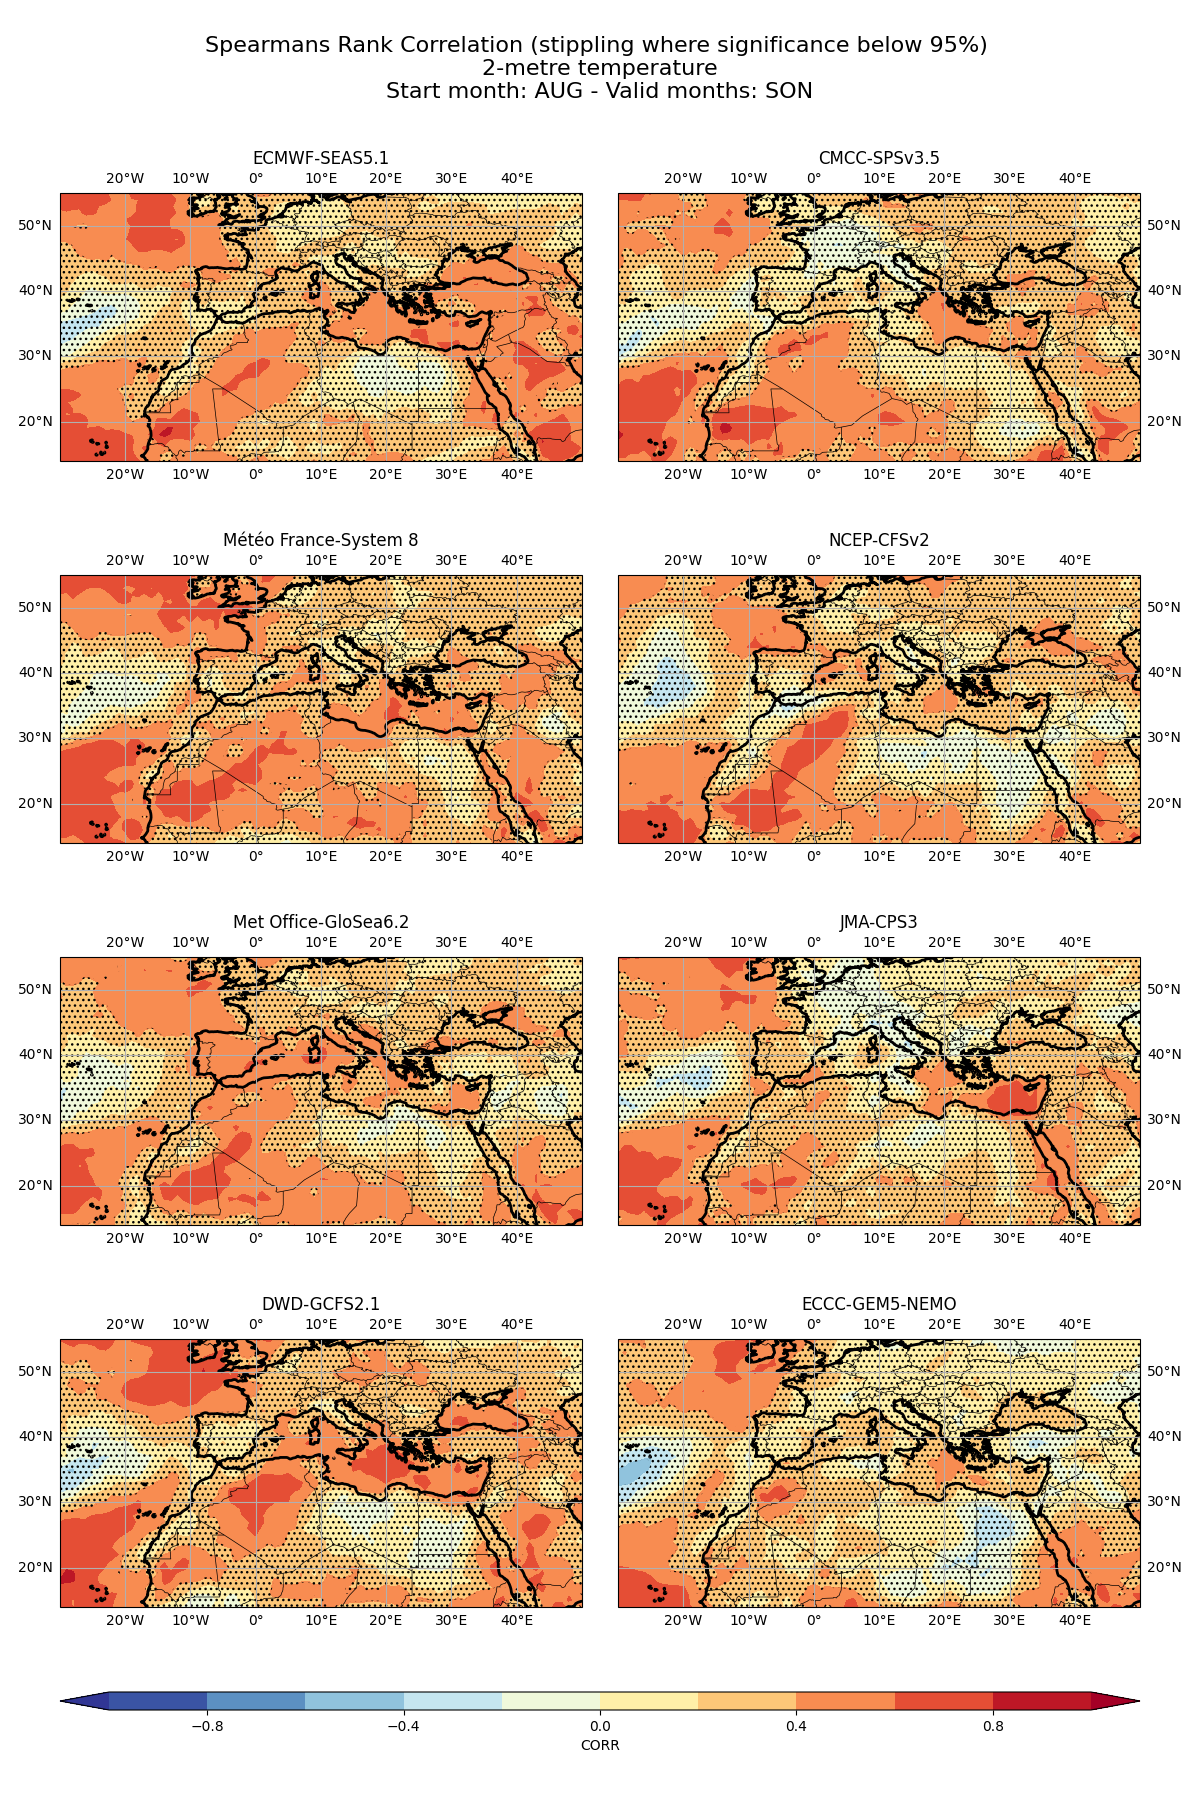 Spearmans Rank Correlation (stippling where significance below 95%)
2-metre temperature
Start month: AUG - Valid months: SON
ECMWF-SEAS5.1
CMCC-SPSv3.5
20°W 10°W 0° 10°E 20°E 30°E 40°E
20°W 10°W 0° 10°E 20°E 30°E 40°E
50°N
50°N
40°N
40°N
30°N
30°N
20°N
20°N
20°W 10°W 0° 10°E 20°E 30°E 40°E
20°W 10°W 0° 10°E 20°E 30°E 40°E
Météo France-System 8
NCEP-CFSv2
20°W 10°W 0° 10°E 20°E 30°E 40°E
20°W 10°W 0° 10°E 20°E 30°E 40°E
50°N
50°N
40°N
40°N
30°N
30°N
20°N
20°N
20°W 10°W 0° 10°E 20°E 30°E 40°E
20°W 10°W 0° 10°E 20°E 30°E 40°E
Met Office-GloSea6.2
JMA-CPS3
20°W 10°W 0° 10°E 20°E 30°E 40°E
20°W 10°W 0° 10°E 20°E 30°E 40°E
50°N
50°N
40°N
40°N
30°N
30°N
20°N
20°N
20°W 10°W 0° 10°E 20°E 30°E 40°E
20°W 10°W 0° 10°E 20°E 30°E 40°E
DWD-GCFS2.1
ECCC-GEM5-NEMO
20°W 10°W 0° 10°E 20°E 30°E 40°E
20°W 10°W 0° 10°E 20°E 30°E 40°E
50°N
50°N
40°N
40°N
30°N
30°N
20°N
20°N
20°W 10°W 0° 10°E 20°E 30°E 40°E
20°W 10°W 0° 10°E 20°E 30°E 40°E
−0.8 −0.4 0.0 0.4 0.8
CORR